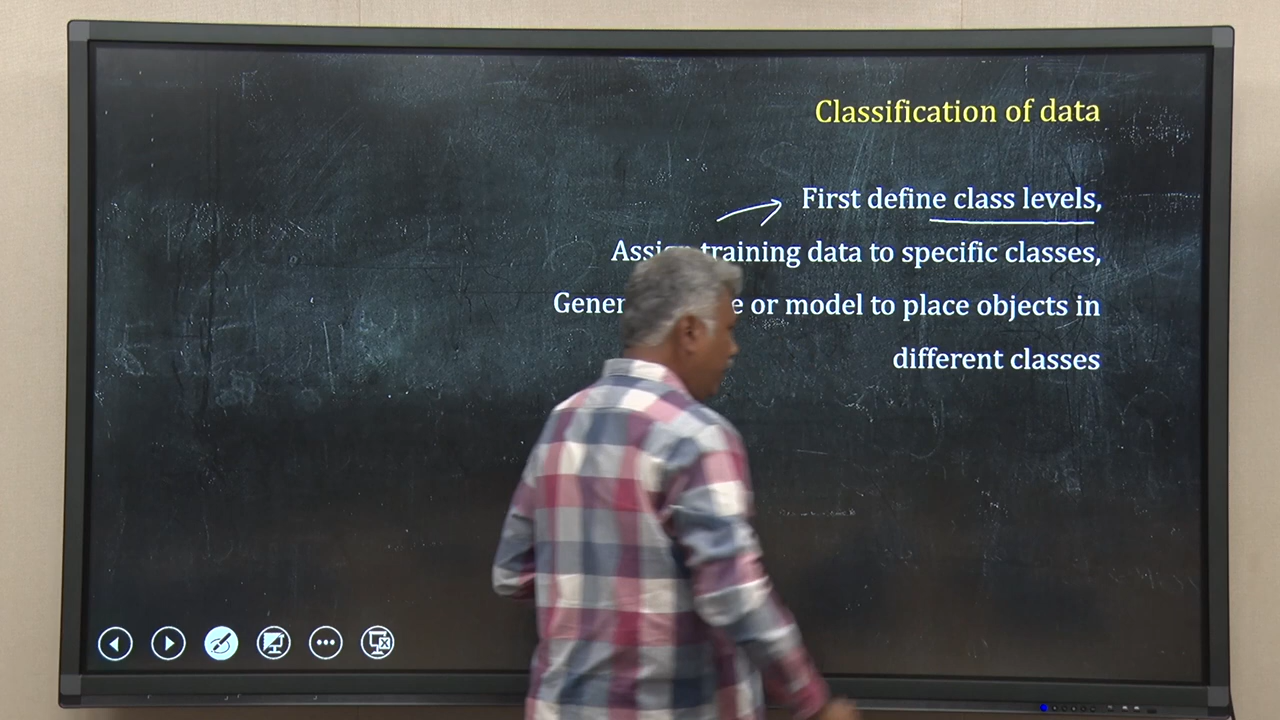 Classification of data
First define class levels,
training data to specific classes,
or model to place objects in
different classes